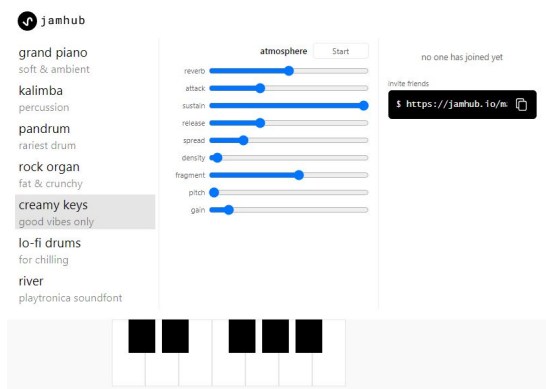 jamhub
grand piano
soft & ambient
kalimba
percussion
pandrum
rariest drum
rock organ
fat & crunchy
creamy keys
good vibes only
lo-fi drums
for chilling
river
playtronica soundfont
atmosphere Start
reverb
attack
sustain
release
spread
density
fragment
pitch
gain
no one has joined yet
invite friends
$ https://jamhub.io/m